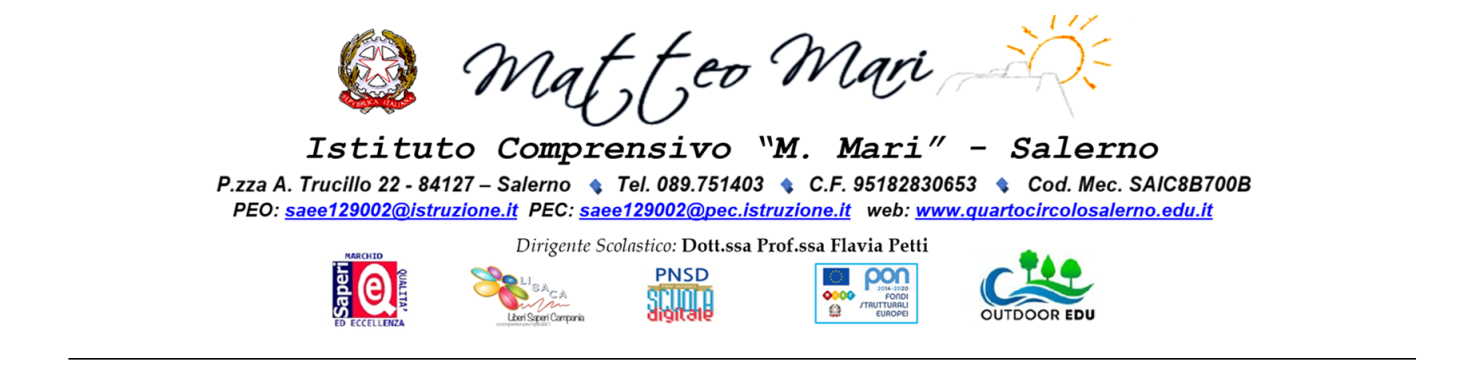 REPVBBLICA ITALIANA
Matteo Mari
Istituto Comprensivo “M. Mari” - Salerno
P.zza A. Trucillo 22 - 84127 – Salerno Tel. 089.751403 C.F. 95182830653 Cod. Mec. SAIC8B700B
PEO: saee129002@istruzione.it PEC: saee129002@pec.istruzione.it web: www.quartocircolosalerno.edu.it
Dirigente Scolastico: Dott.ssa Prof.ssa Flavia Petti
MARCHIO
Saperi
e
QUALITA'
ED ECCELLENZA
LISACA
Liberi Saperi Campania
PNSD
SCUOLA
digitale
pon
2014-2020
FONDI
STRUTTURALI
EUROPEI
OUTDOOR EDU